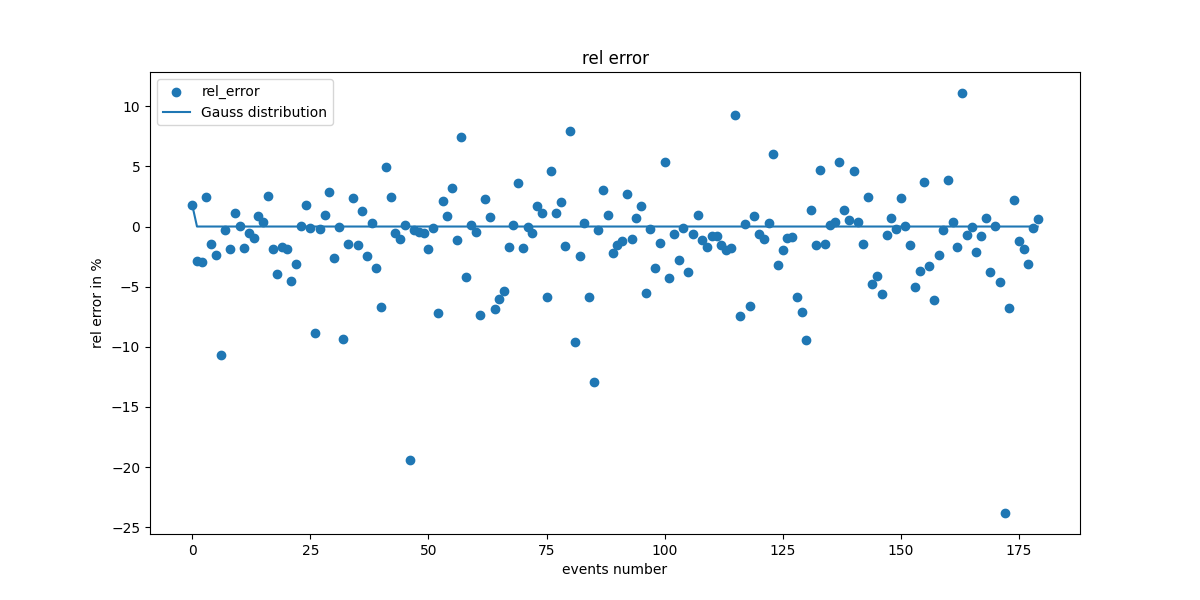 rel error
rel_error
Gauss distribution
rel error in %
10
5
0
−5
−10
−15
−20
−25
0 25 50 75 100 125 150 175
events number